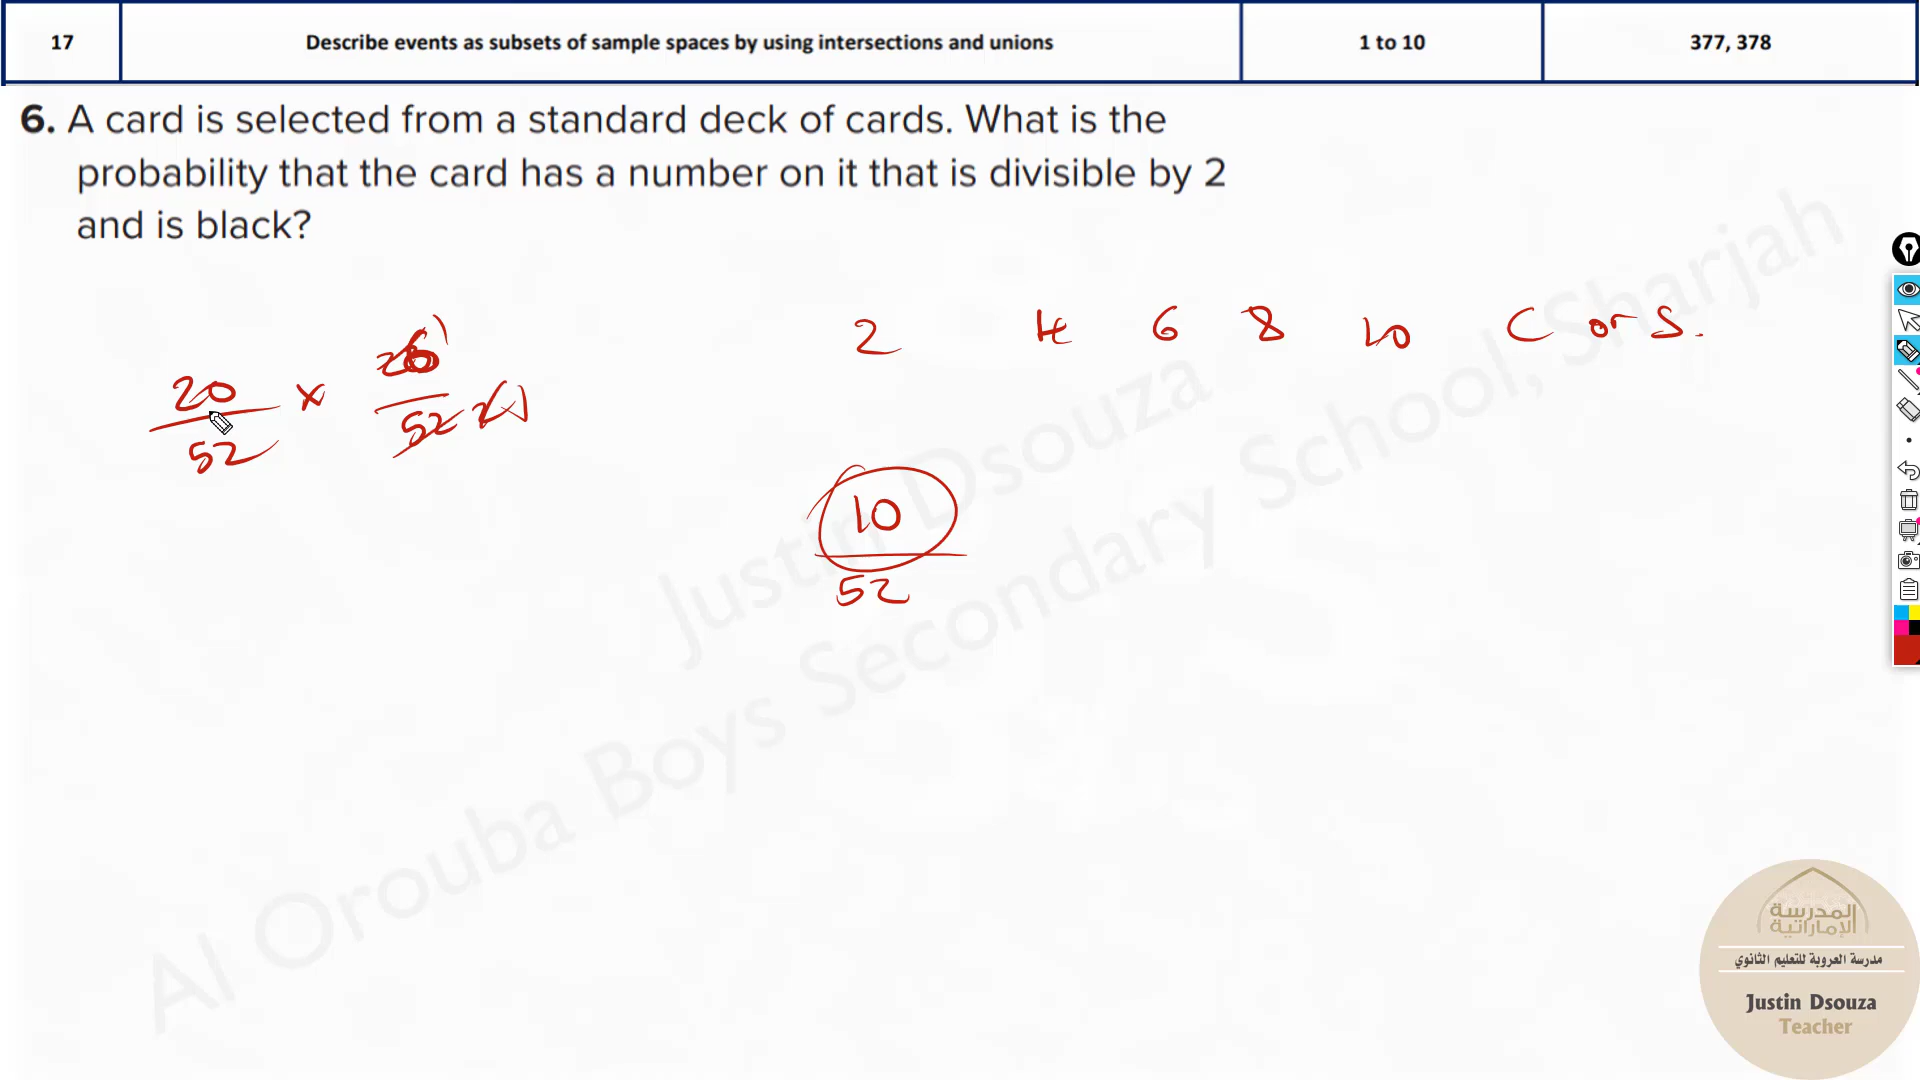 17 Describe events as subsets of sample spaces by using intersections and unions 1 to 10 377, 378
6. A card is selected from a standard deck of cards. What is the
probability that the card has a number on it that is divisible by 2
and is black?
2 4 6 8 10 C or S.
20 × 26 1
52 52 2
10
52
Justin Dsouza
Al Orouba Boys Secondary School, Sharjah
المدرسة
الإماراتية
مدرسة العروبة للتعليم الثانوي
Justin Dsouza
Teacher